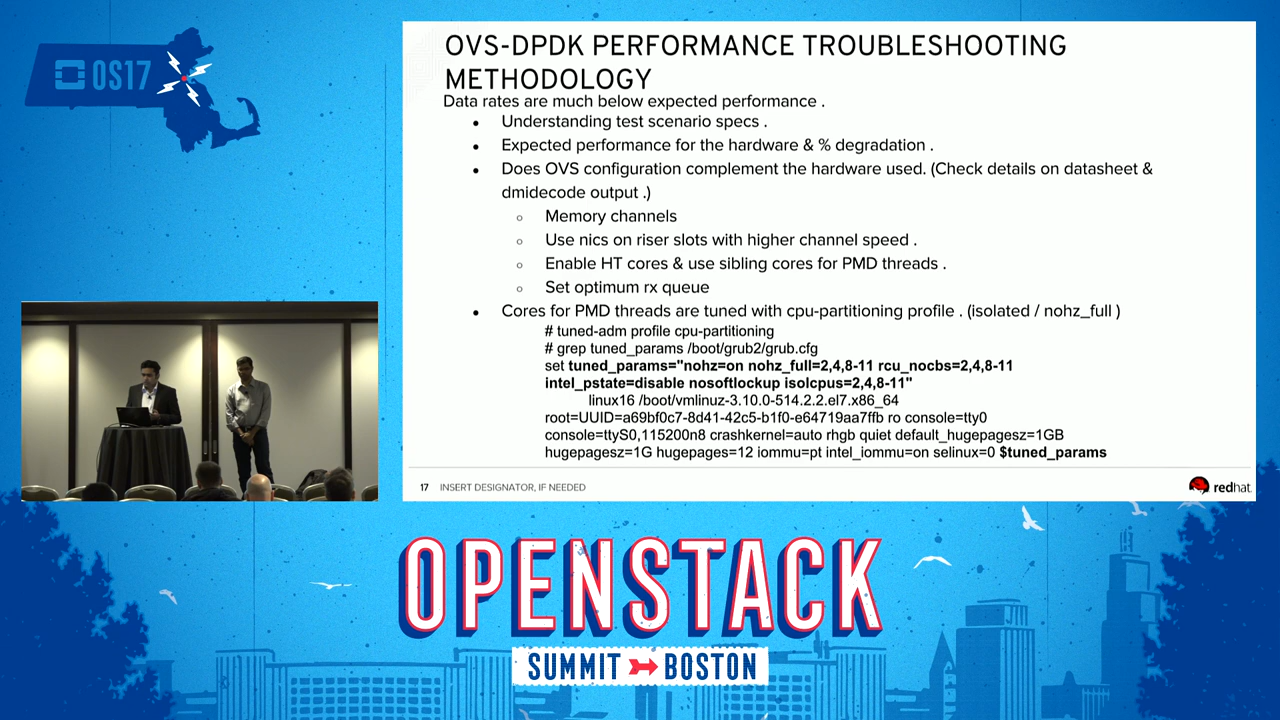 OS17
OVS-DPDK PERFORMANCE TROUBLESHOOTING
METHODOLOGY
Data rates are much below expected performance .
• Understanding test scenario specs .
• Expected performance for the hardware & % degradation .
• Does OVS configuration complement the hardware used. (Check details on datasheet &
dmidecode output .)
○ Memory channels
○ Use nics on riser slots with higher channel speed .
○ Enable HT cores & use sibling cores for PMD threads .
○ Set optimum rx queue
• Cores for PMD threads are tuned with cpu-partitioning profile . (isolated / nohz_full )
# tuned-adm profile cpu-partitioning
# grep tuned_params /boot/grub2/grub.cfg
set tuned_params="nohz=on nohz_full=2,4,8-11 rcu_nocbs=2,4,8-11
intel_pstate=disable nosoftlockup isolcpus=2,4,8-11"
linux16 /boot/vmlinuz-3.10.0-514.2.2.el7.x86_64
root=UUID=a69bf0c7-8d41-42c5-b1f0-e64719aa7ffb ro console=tty0
console=ttyS0,115200n8 crashkernel=auto rhgb quiet default_hugepagesz=1GB
hugepagesz=1G hugepages=12 iommu=pt intel_iommu=on selinux=0 $tuned_params
17 INSERT DESIGNATOR, IF NEEDED
redhat.
OPENSTACK
SUMMIT BOSTON